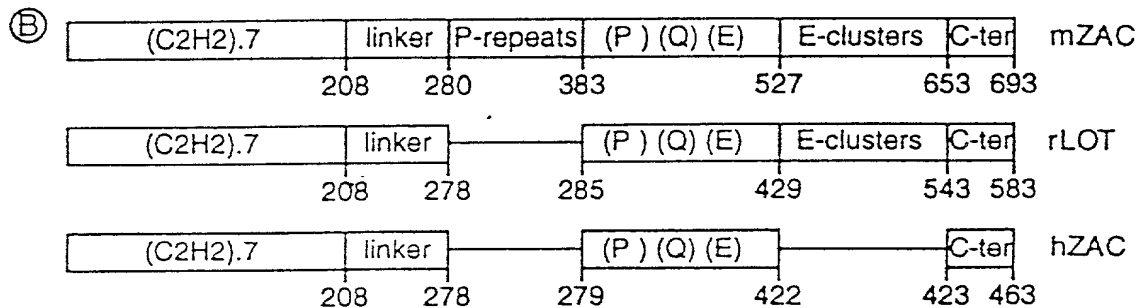 B
(C2H2).7 linker P-repeats (P ) (Q) (E) E-clusters C-ter mZAC
208 280 383 527 653 693
(C2H2).7 linker (P ) (Q) (E) E-clusters C-ter rLOT
208 278 285 429 543 583
(C2H2).7 linker (P ) (Q) (E) C-ter hZAC
208 278 279 422 423 463